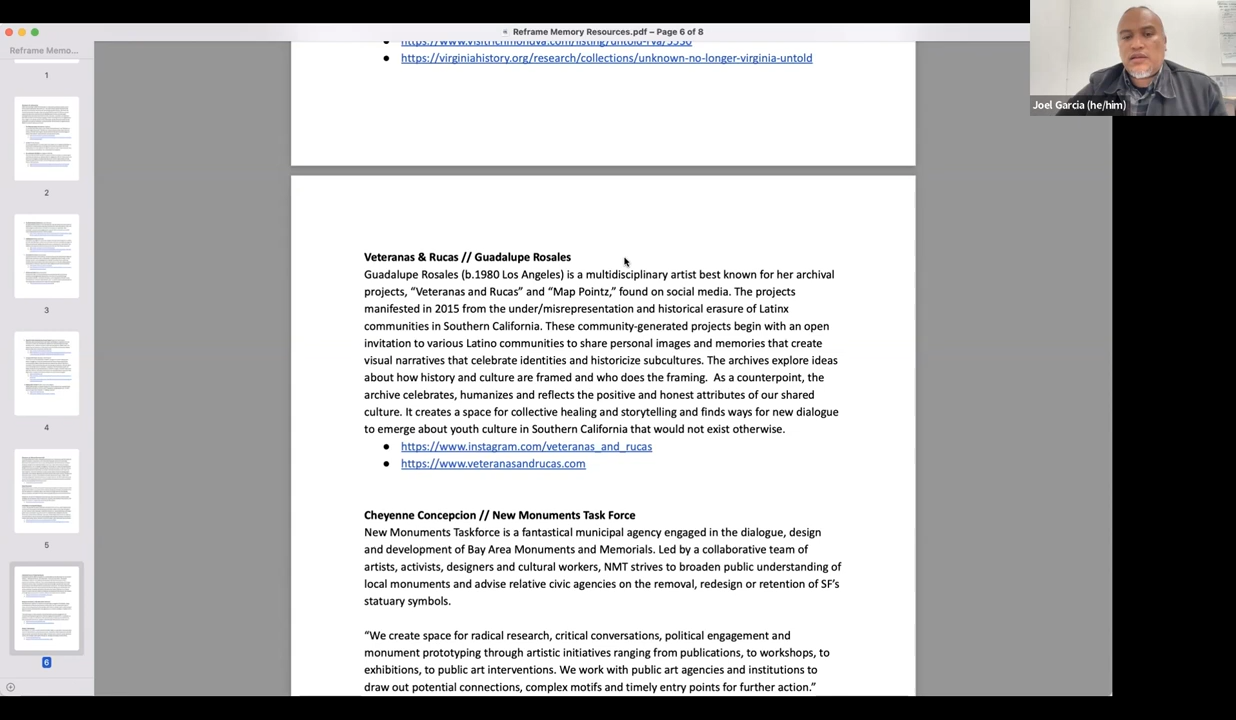 Reframe Memory Resources.pdf – Page 6 of 8
Reframe Memo...
1
2
3
4
5
6
https://www.visitrichmondva.com/listing/untold-rva/5550
https://virginiahistory.org/research/collections/unknown-no-longer-virginia-untold
Joel Garcia (he/him)
Veteranas & Rucas // Guadalupe Rosales
Guadalupe Rosales (b.1980 Los Angeles) is a multidisciplinary artist best known for her archival
projects, “Veteranas and Rucas” and “Map Pointz,” found on social media. The projects
manifested in 2015 from the under/misrepresentation and historical erasure of Latinx
communities in Southern California. These community-generated projects begin with an open
invitation to various Latino communities to share personal images and memories that create
visual narratives that celebrate identities and historicize subcultures. The archives explore ideas
about how history and culture are framed and who does the framing.  As a counterpoint, the
archive celebrates, humanizes and reflects the positive and honest attributes of our shared
culture. It creates a space for collective healing and storytelling and finds ways for new dialogue
to emerge about youth culture in Southern California that would not exist otherwise.
● https://www.instagram.com/veteranas_and_rucas
● https://www.veteranasandrucas.com
Cheyenne Concepcion // New Monuments Task Force
New Monuments Taskforce is a fantastical municipal agency engaged in the dialogue, design
and development of Bay Area Monuments and Memorials. Led by a collaborative team of
artists, activists, designers and cultural workers, NMT strives to broaden public understanding of
local monuments and advise relative civic agencies on the removal, redesign or retention of SF’s
statuary symbols.
“We create space for radical research, critical conversations, political engagement and
monument prototyping through artistic initiatives ranging from publications, to workshops, to
exhibitions, to public art interventions. We work with public art agencies and institutions to
draw out potential connections, complex motifs and timely entry points for further action.”